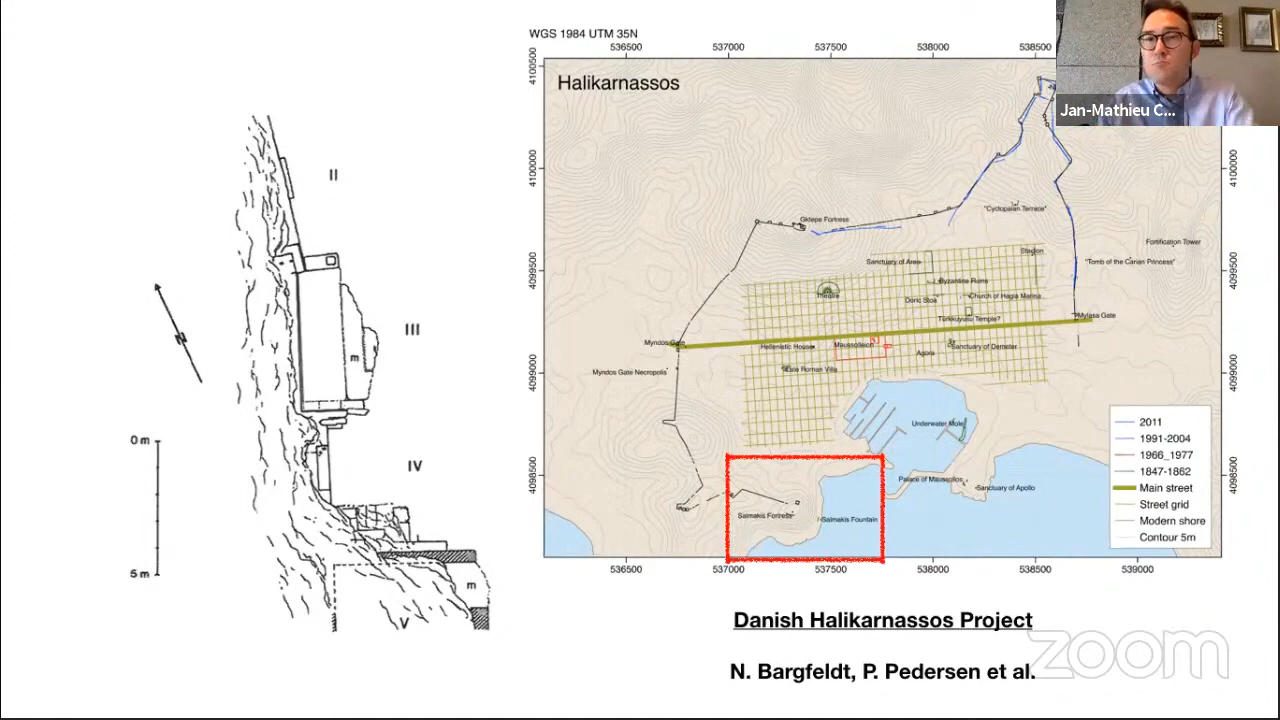 WGS 1984 UTM 35N
536500 537000 537500 538000 538500
Halikarnassos
4100500
4100000
4099500
4099000
4098500
4100000
4099500
4099000
4098500
Jan-Mathieu C...
II
III
m
IV
m
V
N
0 m
5 m
Gktepe Fortress
"Cyclopaian Terrace"
Fortification Tower
Stadion
Sanctuary of Ares
"Tomb of the Carian Princess"
Byzantine Ruins
Theatre
Doric Stoa
Church of Hagia Marina
Türkkuyusu Temple?
Mylasa Gate
Myndos Gate
Hellenistic House
Maussolleion
Agora
Sanctuary of Demeter
Myndos Gate Necropolis
Late Roman Villa
Underwater Mole
Palace of Maussollos
Sanctuary of Apollo
Salmakis Fortress
Salmakis Fountain
2011
1991-2004
1966_1977
1847-1862
Main street
Street grid
Modern shore
Contour 5m
536500 537000 537500 538000 538500 539000
Danish Halikarnassos Project
N. Bargfeldt, P. Pedersen et al.
zoom